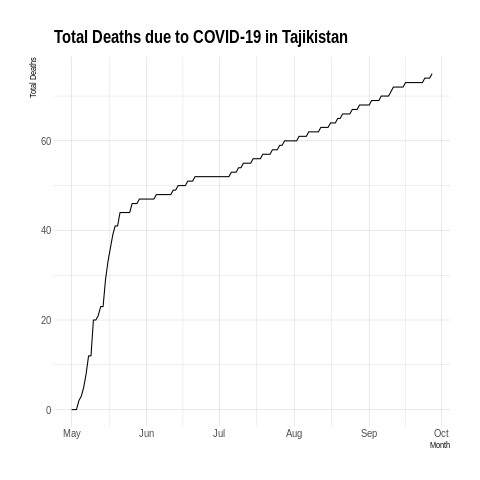 Total Deaths due to COVID-19 in Tajikistan
Total Deaths
60
40
20
0
May Jun Jul Aug Sep Oct
Month